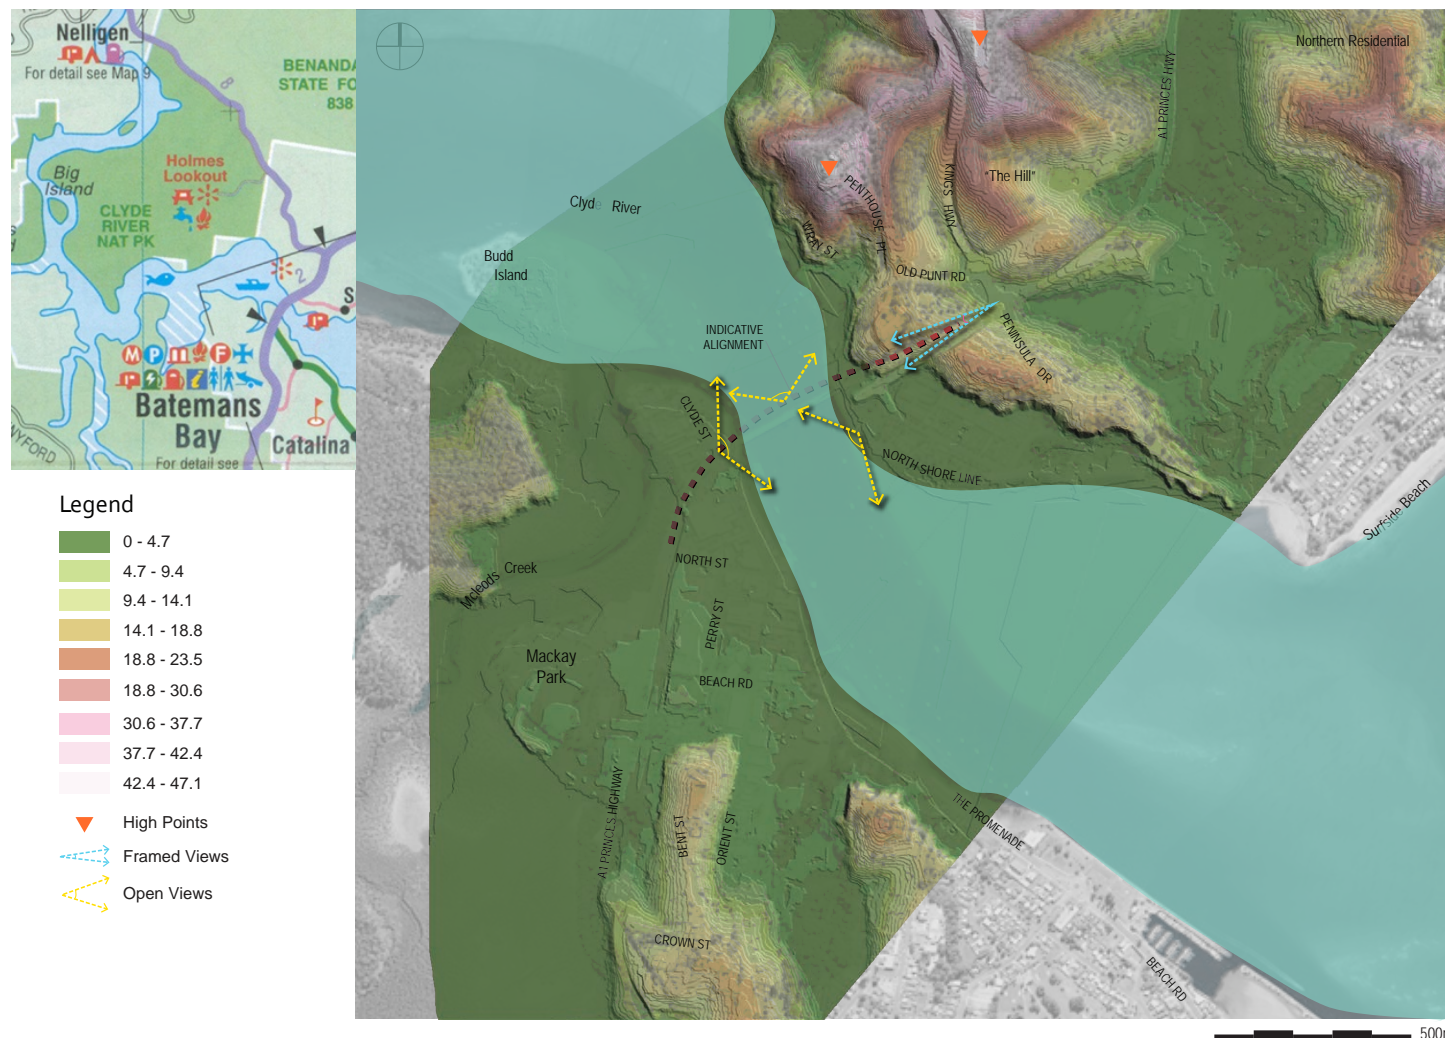 Nelligen
For detail see Map 9
8
BENANDA
STATE FO
838
Big
Island
Holmes
Lookout
CLYDE
RIVER
NAT PK
2
S
M P F
Batemans
Bay
For detail see
Catalina
NYFORD
Legend
0 - 4.7
4.7 - 9.4
9.4 - 14.1
14.1 - 18.8
18.8 - 23.5
18.8 - 30.6
30.6 - 37.7
37.7 - 42.4
42.4 - 47.1
High Points
Framed Views
Open Views
Northern Residential
A1 PRINCES HWY
"The Hill"
KINGS HWY
PENTHOUSE PL
WRAY ST
OLD PUNT RD
PENINSULA DR
Clyde River
Budd
Island
INDICATIVE
ALIGNMENT
CLYDE ST
NORTH SHORE LINE
Surfside Beach
NORTH ST
Mcleods Creek
PERRY ST
Mackay
Park
BEACH RD
A1 PRINCES HIGHWAY
BENT ST
ORIENT ST
THE PROMENADE
CROWN ST
BEACH RD
500m